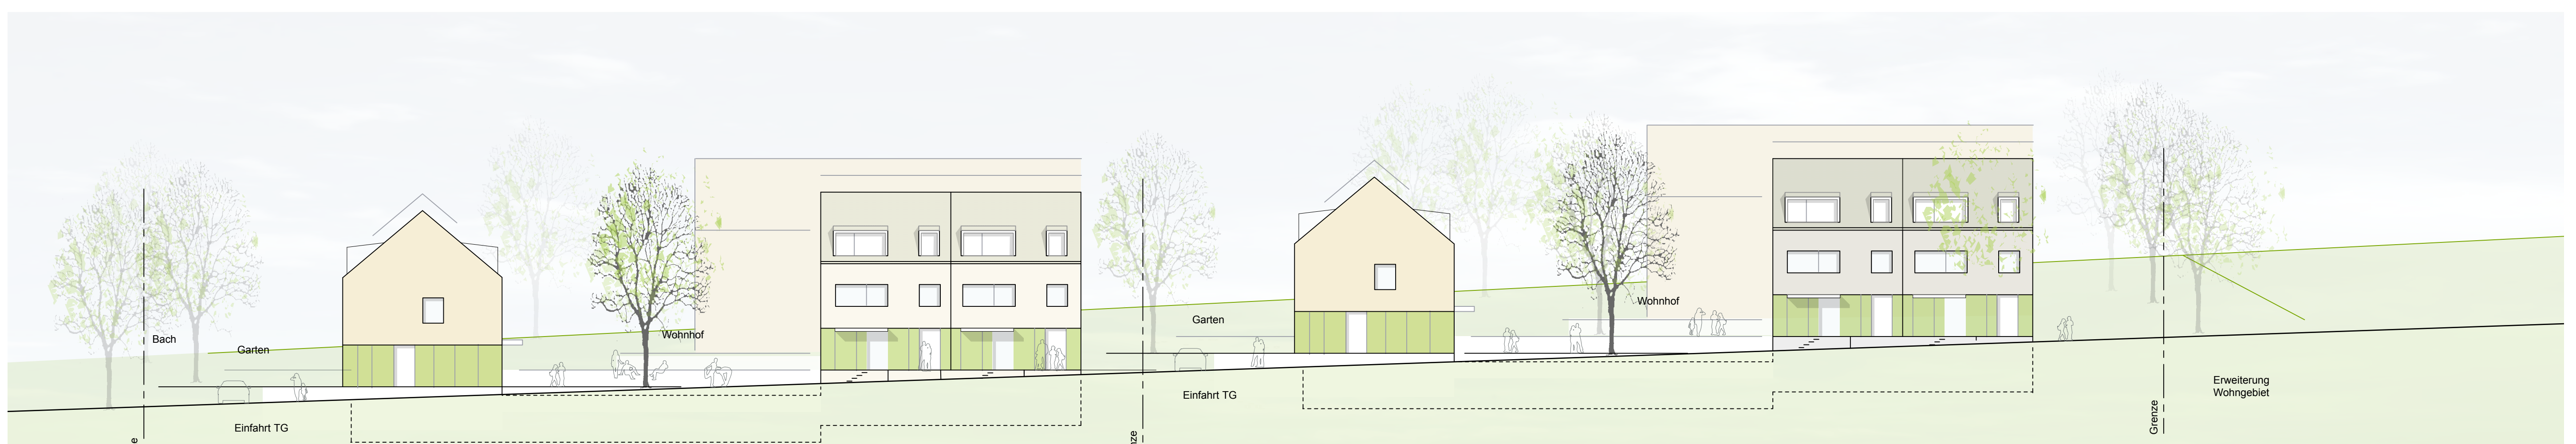 Bach
Garten
Einfahrt TG
Wohnhof
Garten
Einfahrt TG
Wohnhof
Grenze
Erweiterung
Wohngebiet